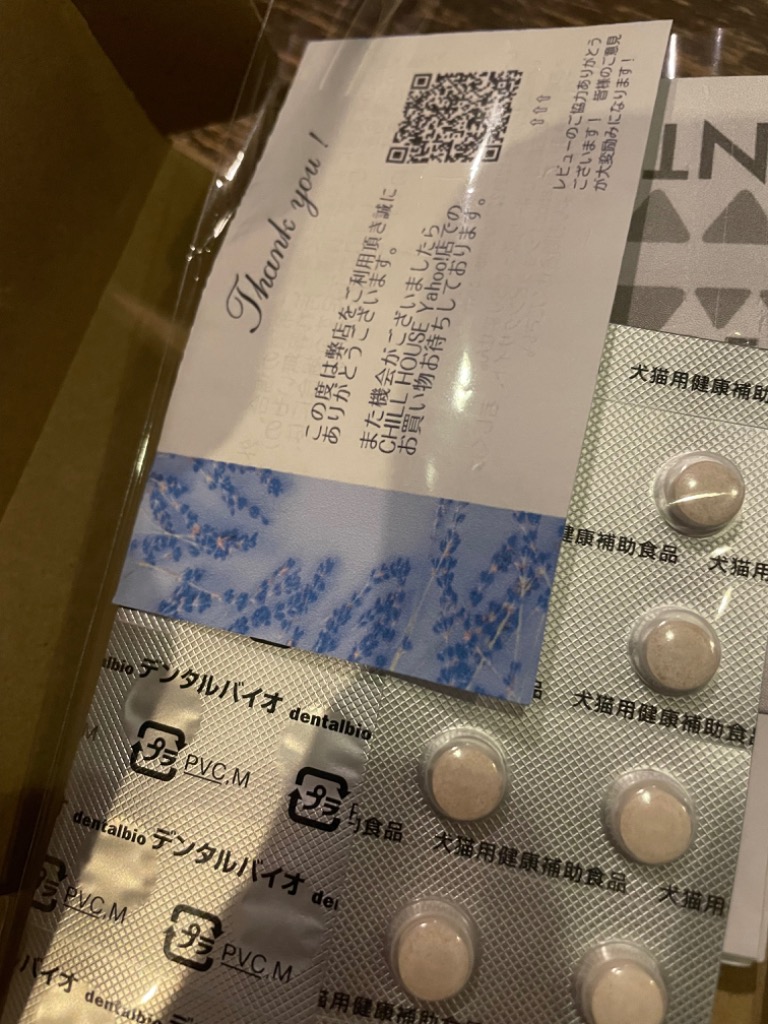 Thank you !
この度は弊店をご利用頂き誠に
ありがとうございます。
また機会がございましたら
CHILL HOUSE Yahoo!店での
お買い物お待ちしております。
⇧⇧⇧
レビューのご協力ありがとう
ございます！ 皆様のご意見
が大変励みになります！
犬猫用健康補助
健康補助食品 犬猫用
品 犬猫用健康補助食品
食品 犬猫用健康補助食品 犬猫用
猫用健康補助食品
albio デンタルバイオ dentalbio
プラ PVC,M
プラ
dentalbio デンタルバイオ
PVC,M
プラ PVC,M
バイオ dentalbio